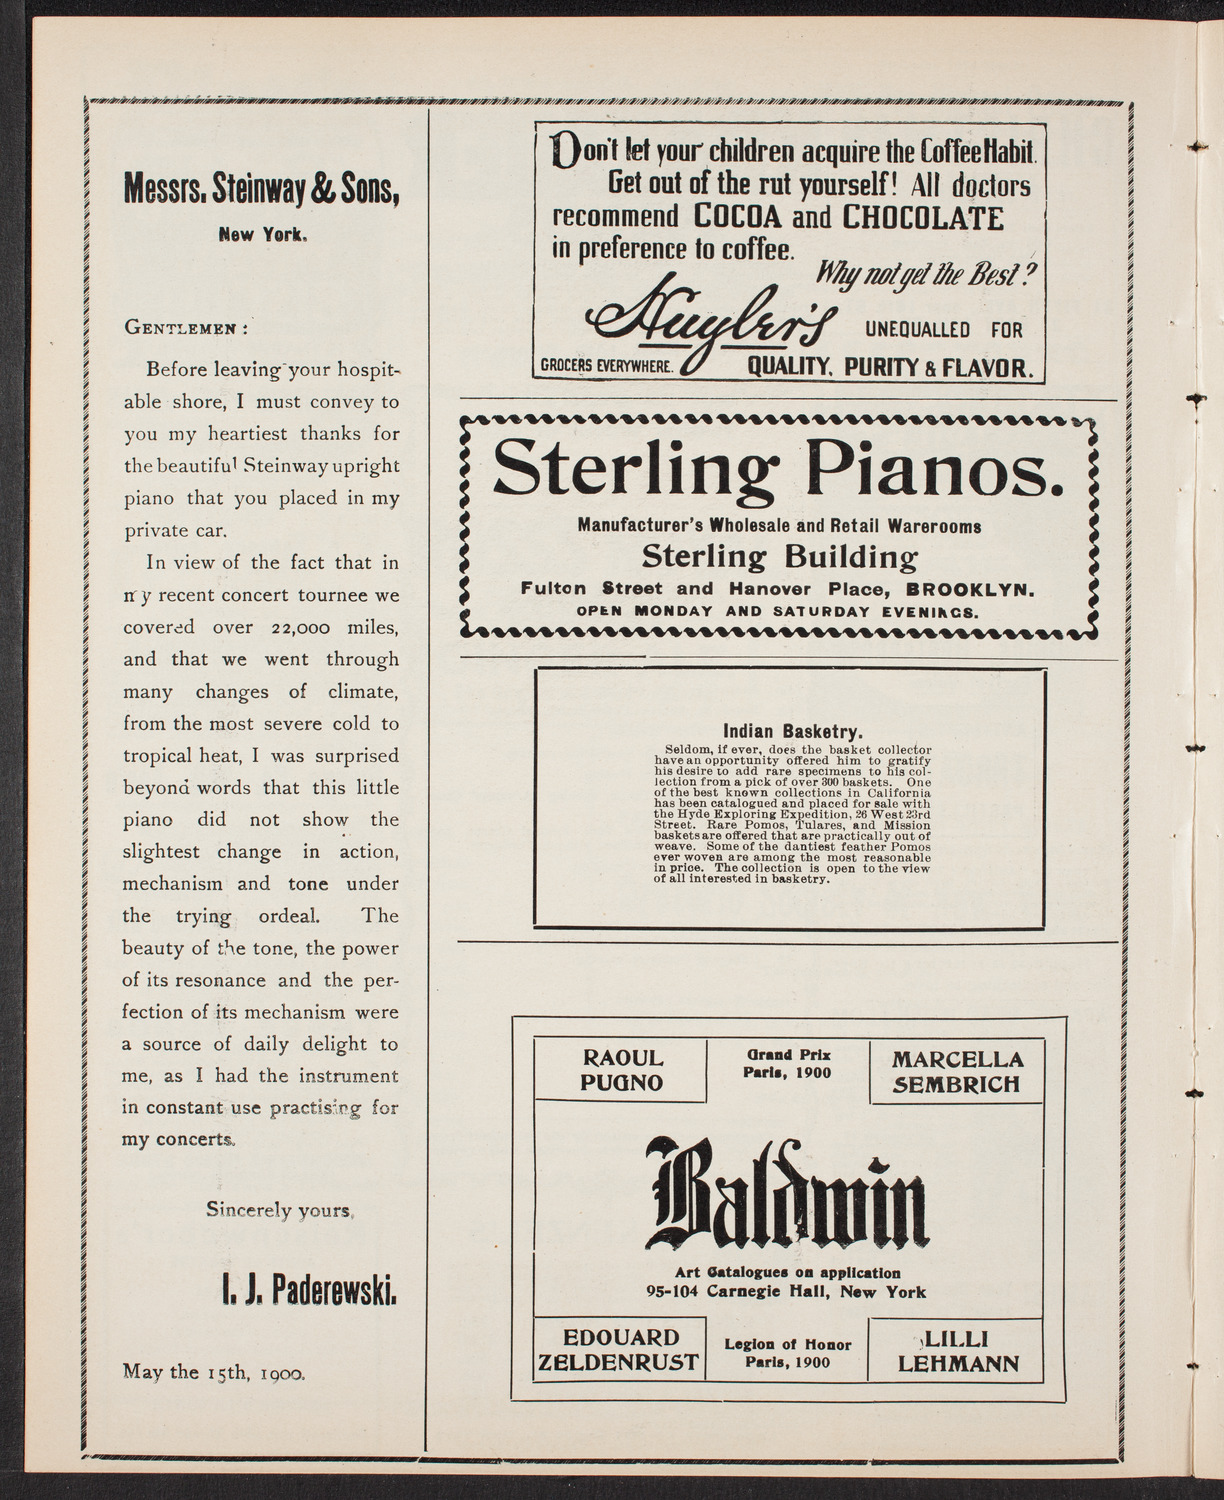 Messrs. Steinway & Sons,
New York.
GENTLEMEN :
Before leaving your hospit-
able shore, I must convey to
you my heartiest thanks for
the beautiful Steinway upright
piano that you placed in my
private car.
In view of the fact that in
my recent concert tournee we
covered over 22,000 miles,
and that we went through
many changes of climate,
from the most severe cold to
tropical heat, I was surprised
beyond words that this little
piano did not show the
slightest change in action,
mechanism and tone under
the trying ordeal. The
beauty of the tone, the power
of its resonance and the per-
fection of its mechanism were
a source of daily delight to
me, as I had the instrument
in constant use practising for
my concerts.
Sincerely yours,
I. J. Paderewski.
May the 15th, 1900.
Don't let your children acquire the Coffee Habit.
Get out of the rut yourself! All doctors
recommend COCOA and CHOCOLATE
in preference to coffee.
Why not get the Best?
Huyler's UNEQUALLED FOR
GROCERS EVERYWHERE. QUALITY, PURITY & FLAVOR.
Sterling Pianos.
Manufacturer's Wholesale and Retail Warerooms
Sterling Building
Fulton Street and Hanover Place, BROOKLYN.
OPEN MONDAY AND SATURDAY EVENINGS.
Indian Basketry.
Seldom, if ever, does the basket collector
have an opportunity offered him to gratify
his desire to add rare specimens to his col-
lection from a pick of over 300 baskets. One
of the best known collections in California
has been catalogued and placed for sale with
the Hyde Exploring Expedition, 26 West 23rd
Street. Rare Pomos, Tulares, and Mission
baskets are offered that are practically out of
weave. Some of the dantiest feather Pomos
ever woven are among the most reasonable
in price. The collection is open to the view
of all interested in basketry.
RAOUL
PUGNO
Grand Prix
Paris, 1900
MARCELLA
SEMBRICH
Baldwin
Art Catalogues on application
95-104 Carnegie Hall, New York
EDOUARD
ZELDENRUST
Legion of Honor
Paris, 1900
LILLI
LEHMANN